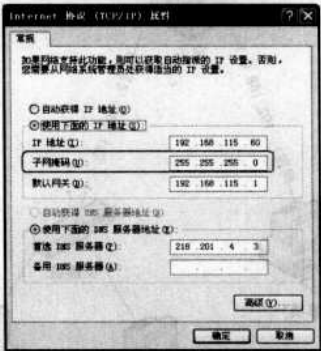 Internet 协议 (TCP/IP) 属性
常规
如果网络支持此功能，则可以获取自动指派的 IP 设置。否则，
您需要从网络系统管理员处获得适当的 IP 设置。
自动获得 IP 地址(O)
使用下面的 IP 地址(S):
IP 地址(I): 192 .168 .115 . 60
子网掩码(U): 255 .255 .255 . 0
默认网关(D): 192 .168 .115 . 1
自动获得 DNS 服务器地址(B)
使用下面的 DNS 服务器地址(E):
首选 DNS 服务器(P): 218 .201 . 4 . 3
备用 DNS 服务器(A): . . .
高级(V)...
确定 取消